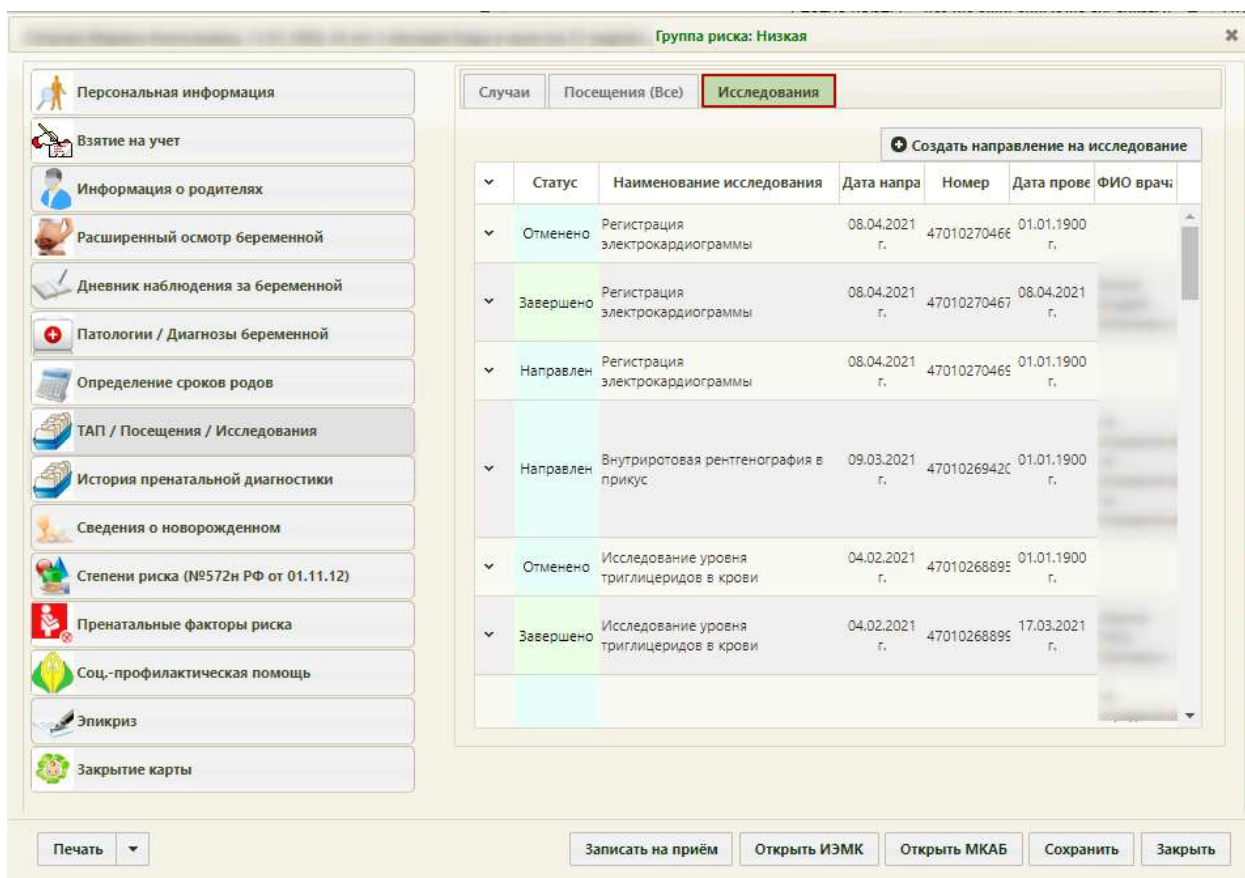 Группа риска: Низкая
Персональная информация
Взятие на учет
Информация о родителях
Расширенный осмотр беременной
Дневник наблюдения за беременной
Патологии / Диагнозы беременной
Определение сроков родов
ТАП / Посещения / Исследования
История пренатальной диагностики
Сведения о новорожденном
Степени риска (№572н РФ от 01.11.12)
Пренатальные факторы риска
Соц.-профилактическая помощь
Эпикриз
Закрытие карты
Случаи Посещения (Все) Исследования
Создать направление на исследование
Статус Наименование исследования Дата напра Номер Дата прове ФИО врача
Отменено Регистрация электрокардиограммы 08.04.2021 г. 4701027046 01.01.1900 г.
Завершено Регистрация электрокардиограммы 08.04.2021 г. 47010270467 08.04.2021 г.
Направлен Регистрация электрокардиограммы 08.04.2021 г. 4701027046 01.01.1900 г.
Направлен Внутриротовая рентгенография в прикус 09.03.2021 г. 4701026942 01.01.1900 г.
Отменено Исследование уровня триглицеридов в крови 04.02.2021 г. 4701026889 01.01.1900 г.
Завершено Исследование уровня триглицеридов в крови 04.02.2021 г. 4701026889 17.03.2021 г.
Печать Записать на приём Открыть ИЭМК Открыть МКАБ Сохранить Закрыть